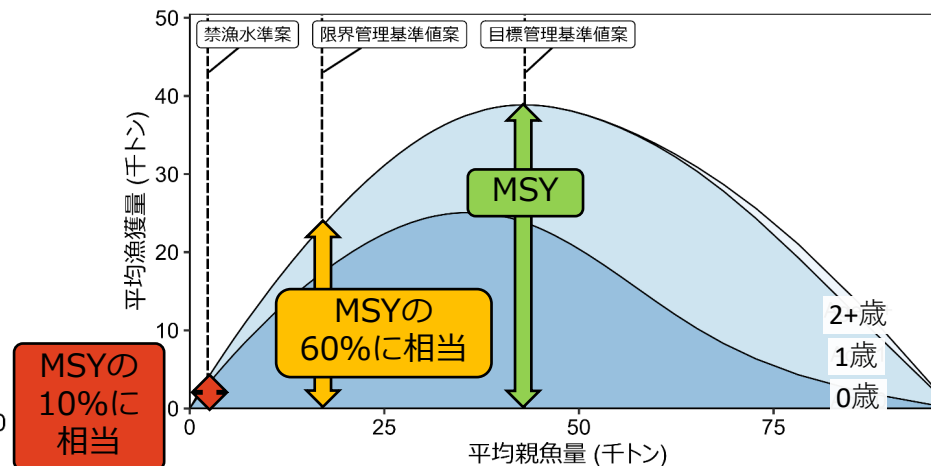 50
禁漁水準案
限界管理基準値案
目標管理基準値案
40
30
20
10
0
平均漁獲量 (千トン)
MSY
MSYの
60%に相当
MSYの
10%に
相当
2+歳
1歳
0歳
0
0
25
50
75
平均親魚量 (千トン)